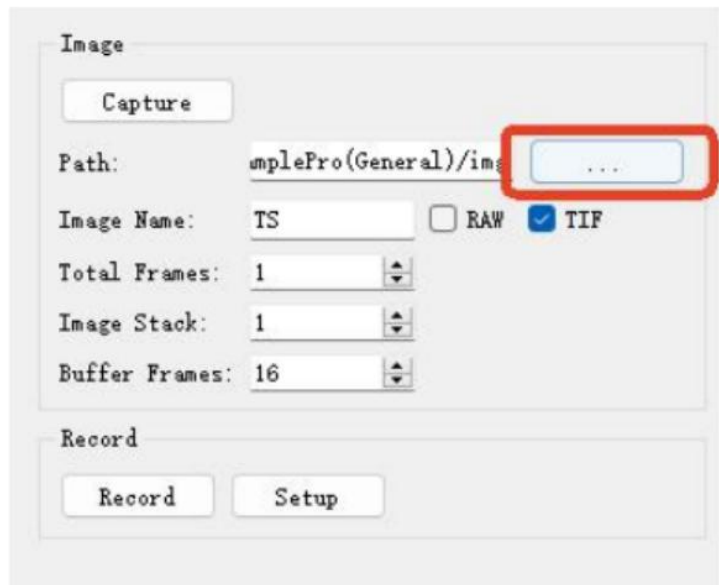 Image
Capture
Path: mplePro(General)/img ...
Image Name: TS RAW TIF
Total Frames: 1
Image Stack: 1
Buffer Frames: 16
Record
Record Setup